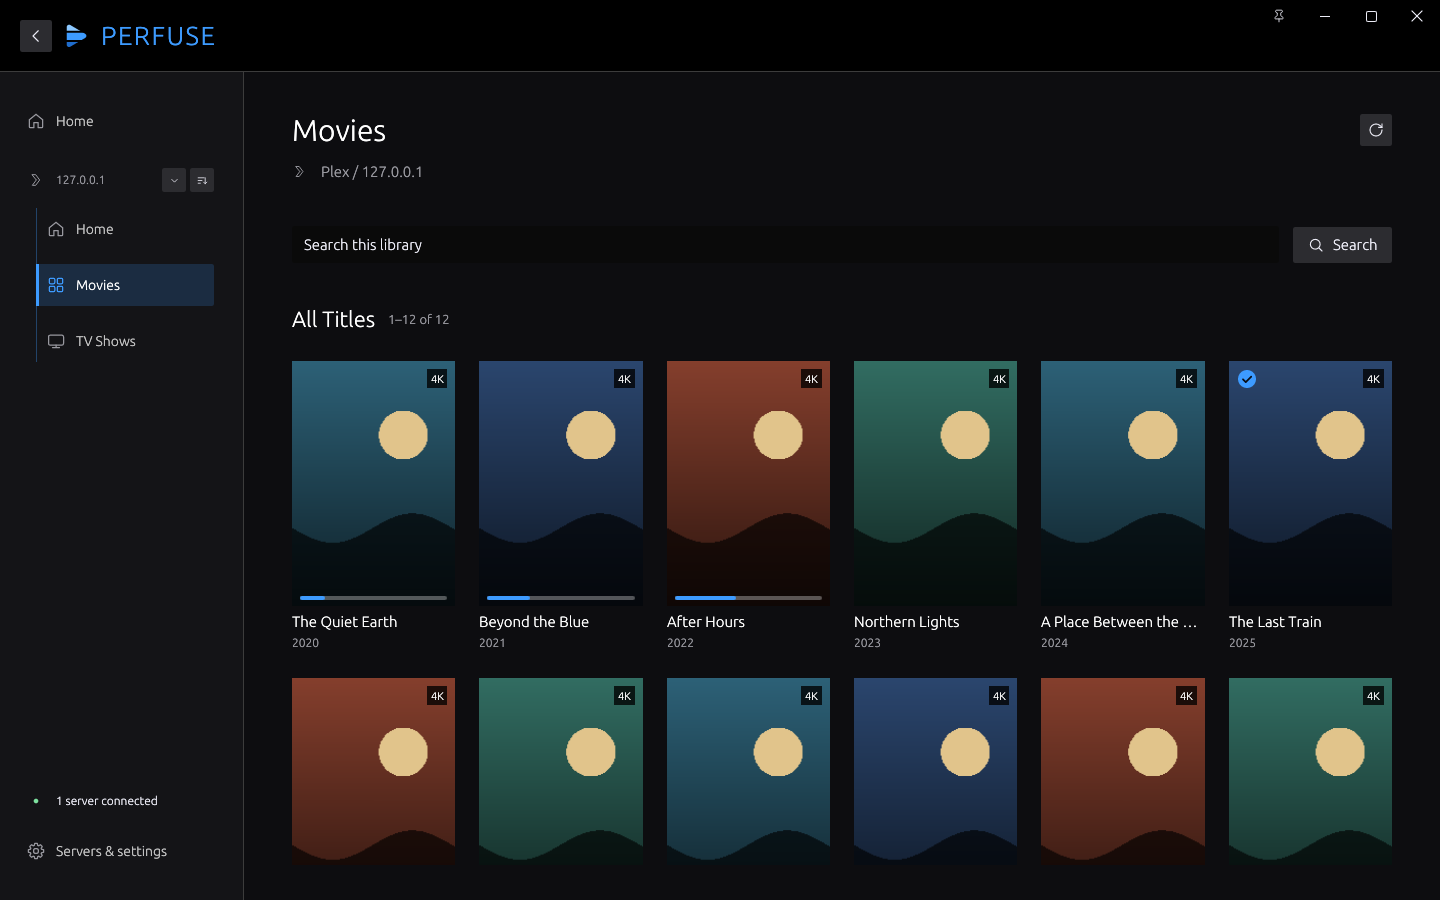 PERFUSE
Home
127.0.0.1
Home
Movies
TV Shows
1 server connected
Servers & settings
Movies
Plex / 127.0.0.1
Search this library
Search
All Titles 1–12 of 12
4K 4K 4K 4K 4K 4K
The Quiet Earth
2020
Beyond the Blue
2021
After Hours
2022
Northern Lights
2023
A Place Between the ...
2024
The Last Train
2025
4K 4K 4K 4K 4K 4K